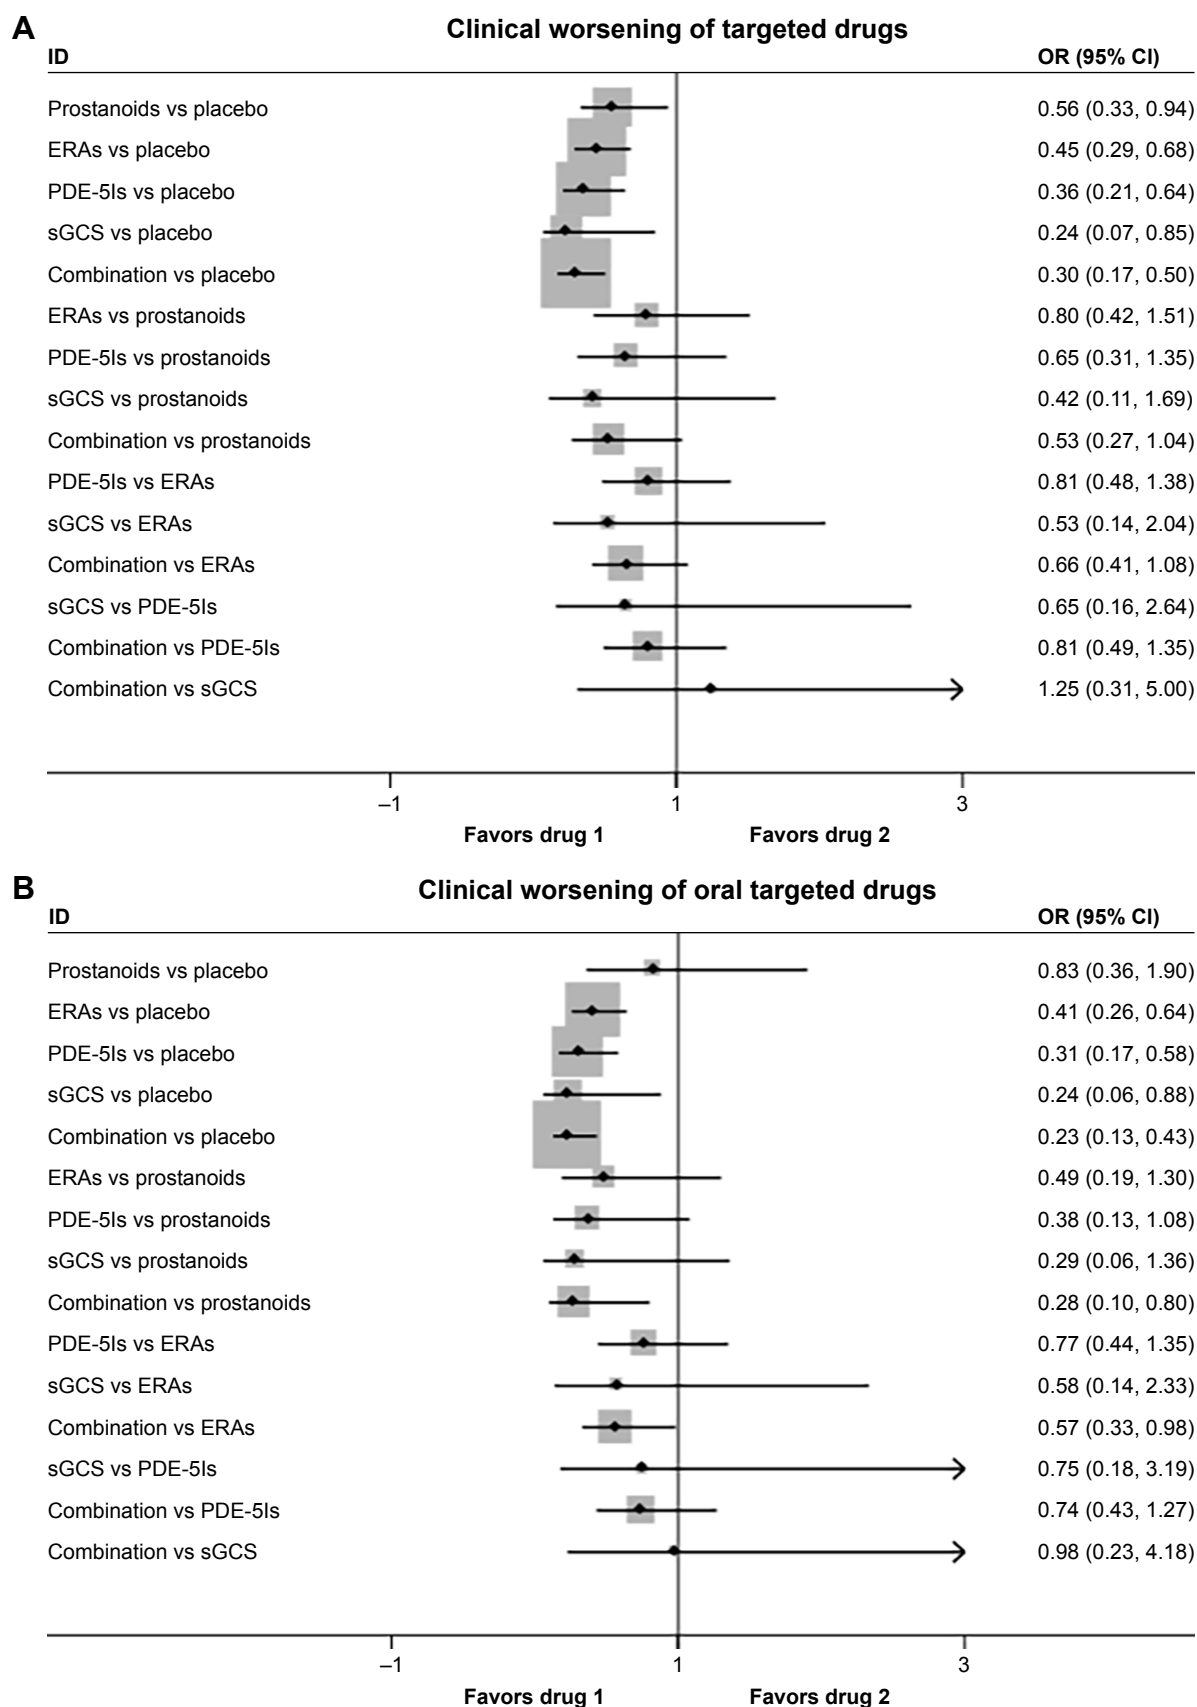 A
Clinical worsening of targeted drugs
ID OR (95% CI)
Prostanoids vs placebo 0.56 (0.33, 0.94)
ERAs vs placebo 0.45 (0.29, 0.68)
PDE-5Is vs placebo 0.36 (0.21, 0.64)
sGCS vs placebo 0.24 (0.07, 0.85)
Combination vs placebo 0.30 (0.17, 0.50)
ERAs vs prostanoids 0.80 (0.42, 1.51)
PDE-5Is vs prostanoids 0.65 (0.31, 1.35)
sGCS vs prostanoids 0.42 (0.11, 1.69)
Combination vs prostanoids 0.53 (0.27, 1.04)
PDE-5Is vs ERAs 0.81 (0.48, 1.38)
sGCS vs ERAs 0.53 (0.14, 2.04)
Combination vs ERAs 0.66 (0.41, 1.08)
sGCS vs PDE-5Is 0.65 (0.16, 2.64)
Combination vs PDE-5Is 0.81 (0.49, 1.35)
Combination vs sGCS 1.25 (0.31, 5.00)
–1 1 3
Favors drug 1 Favors drug 2
B
Clinical worsening of oral targeted drugs
ID OR (95% CI)
Prostanoids vs placebo 0.83 (0.36, 1.90)
ERAs vs placebo 0.41 (0.26, 0.64)
PDE-5Is vs placebo 0.31 (0.17, 0.58)
sGCS vs placebo 0.24 (0.06, 0.88)
Combination vs placebo 0.23 (0.13, 0.43)
ERAs vs prostanoids 0.49 (0.19, 1.30)
PDE-5Is vs prostanoids 0.38 (0.13, 1.08)
sGCS vs prostanoids 0.29 (0.06, 1.36)
Combination vs prostanoids 0.28 (0.10, 0.80)
PDE-5Is vs ERAs 0.77 (0.44, 1.35)
sGCS vs ERAs 0.58 (0.14, 2.33)
Combination vs ERAs 0.57 (0.33, 0.98)
sGCS vs PDE-5Is 0.75 (0.18, 3.19)
Combination vs PDE-5Is 0.74 (0.43, 1.27)
Combination vs sGCS 0.98 (0.23, 4.18)
–1 1 3
Favors drug 1 Favors drug 2